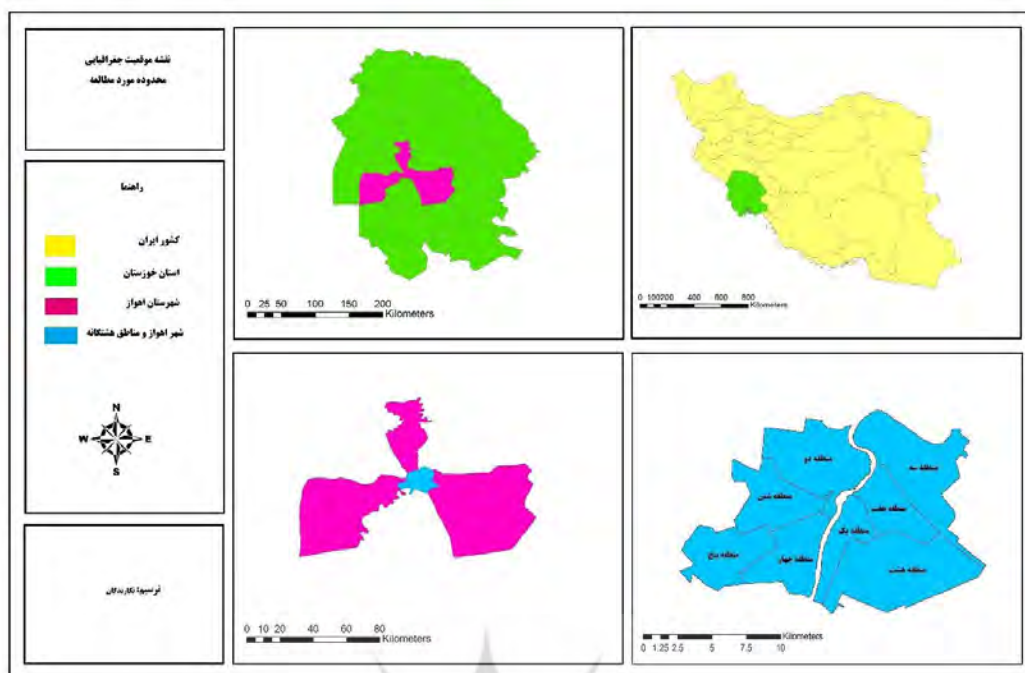 نقشه موقعیت جغرافیایی
محدوده مورد مطالعه
راهنما
کشور ایران
استان خوزستان
شهرستان اهواز
شهر اهواز و مناطق هشتگانه
N
W E
S
ترسیم: نگارندگان
0 25 50 100 150 200
Kilometers
0 100200 400 600 800
Kilometers
0 10 20 40 60 80
Kilometers
منطقه دو
منطقه سه
منطقه شش
منطقه هفت
منطقه یک
منطقه پنج
منطقه چهار
منطقه هشت
Kilometers
0 1.25 2.5 5 7.5 10